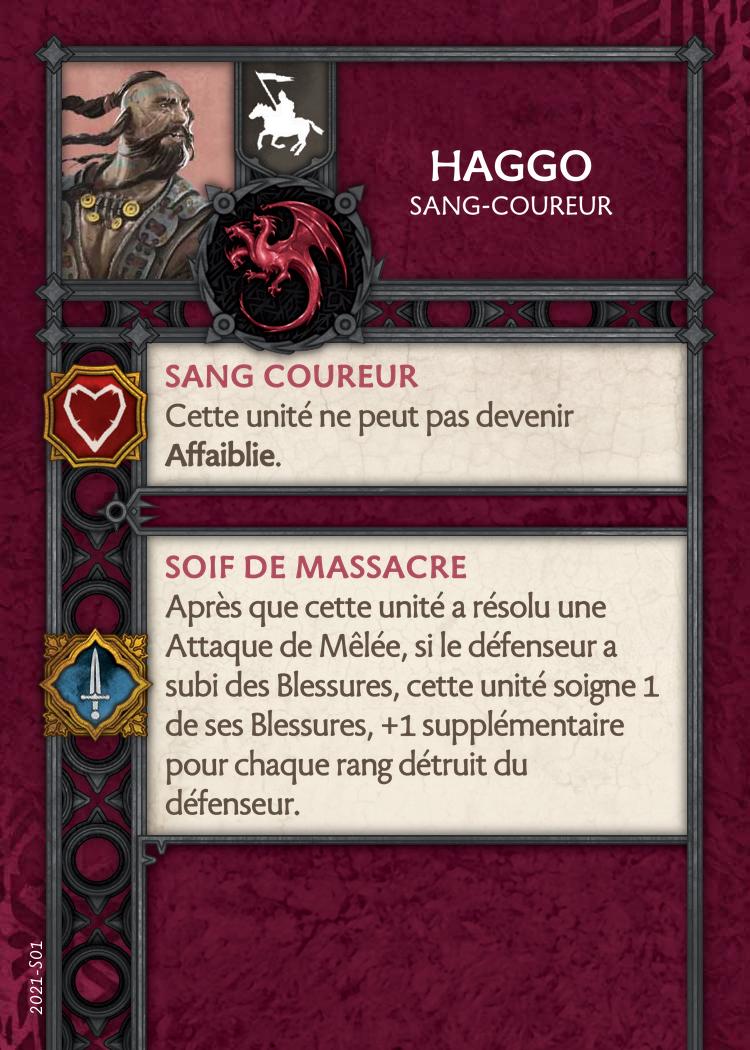 HAGGO
SANG-COUREUR
SANG COUREUR
Cette unité ne peut pas devenir
Affaiblie.
SOIF DE MASSACRE
Après que cette unité a résolu une
Attaque de Mêlée, si le défenseur a
subi des Blessures, cette unité soigne 1
de ses Blessures, +1 supplémentaire
pour chaque rang détruit du
défenseur.
2021-S01